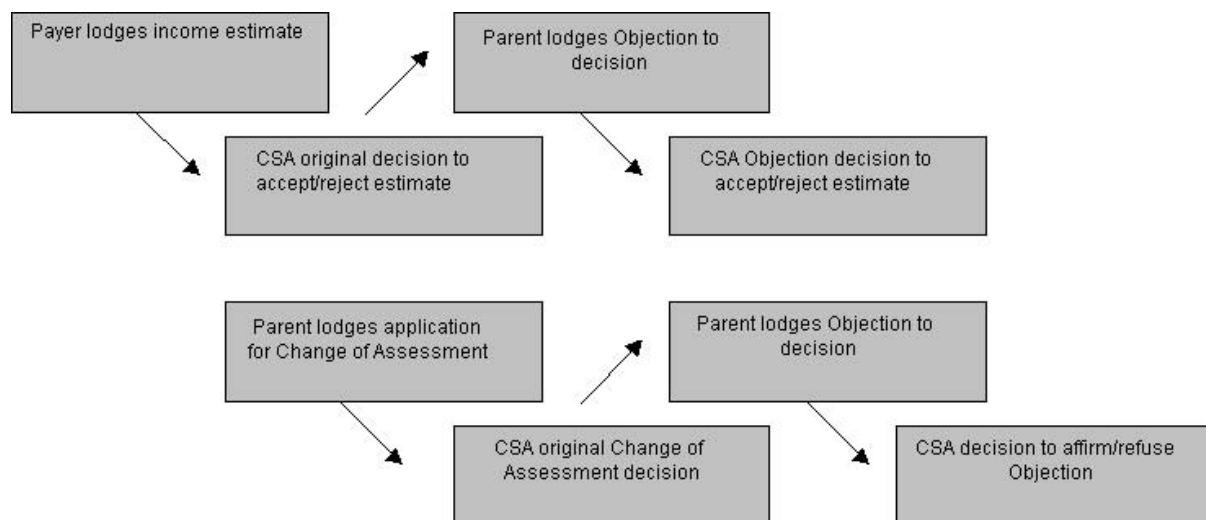 Payer lodges income estimate
Parent lodges Objection to
decision
CSA original decision to
accept/reject estimate
CSA Objection decision to
accept/reject estimate
Parent lodges application
for Change of Assessment
Parent lodges Objection to
decision
CSA original Change of
Assessment decision
CSA decision to affirm/refuse
Objection